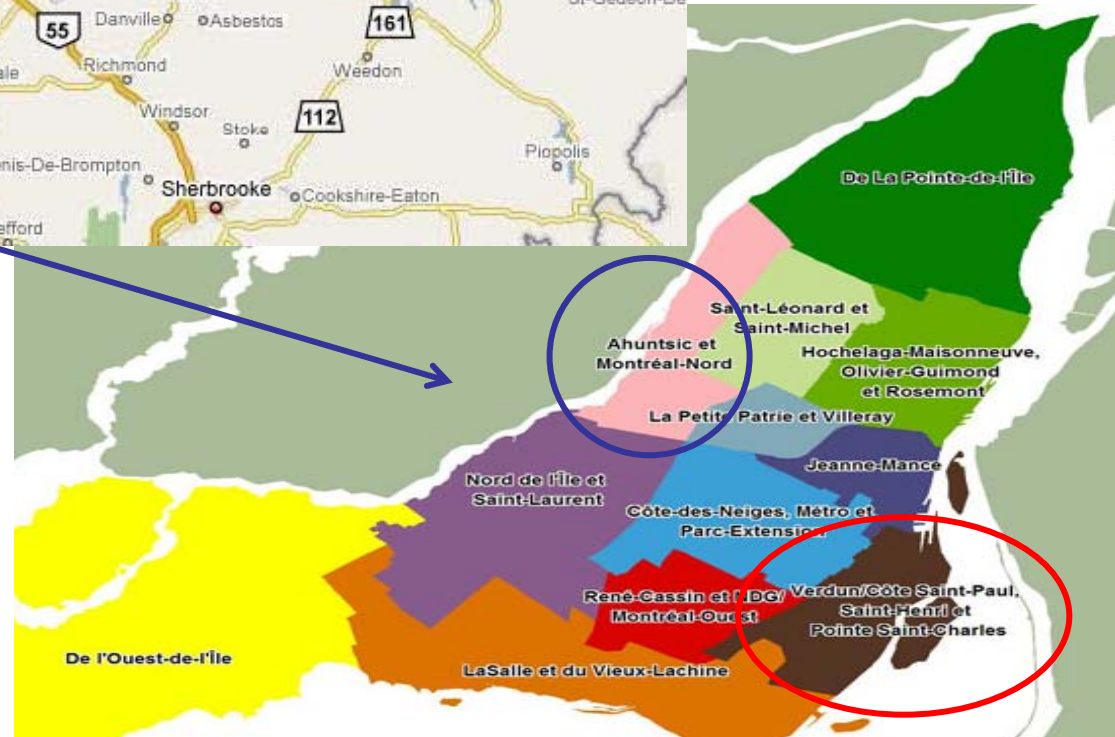 55
Danville
Asbestos
161
Richmond
Weedon
Windsor
112
Stoke
Piopolis
nis-De-Brompton
Sherbrooke
Cookshire-Eaton
efford
De La Pointe-de-l'Île
Saint-Léonard et
Saint-Michel
Ahuntsic et
Montréal-Nord
Hochelaga-Maisonneuve,
Olivier-Guimond
et Rosemont
La Petite Patrie et Villeray
Jeanne-Mance
Nord de l'Île et
Saint-Laurent
Côte-des-Neiges, Métro et
Parc-Extension
René-Cassin et NDG/
Montréal-Ouest
Verdun/Côte Saint-Paul,
Saint-Henri et
Pointe Saint-Charles
De l'Ouest-de-l'Île
LaSalle et du Vieux-Lachine